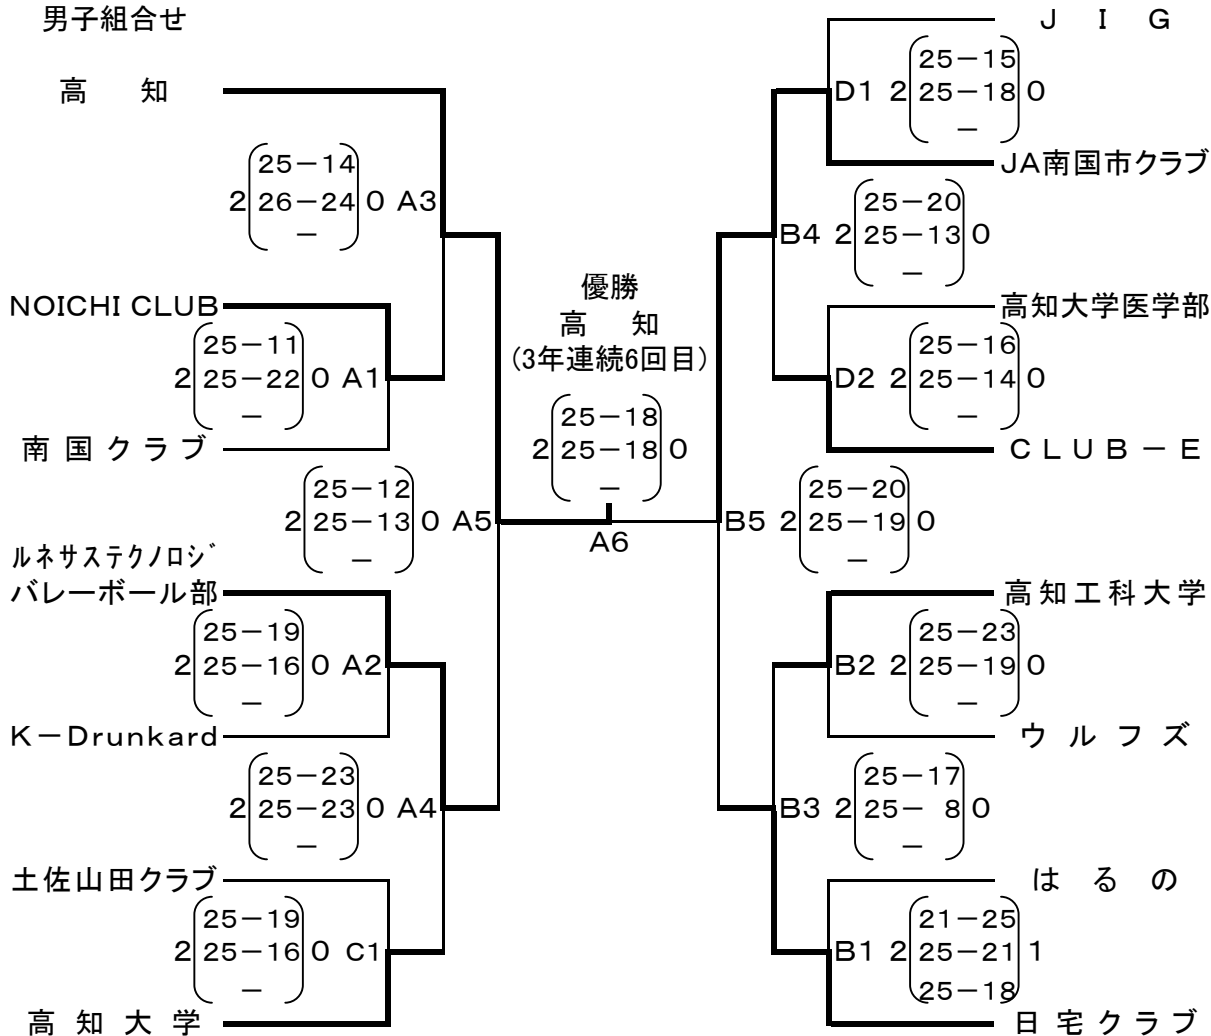 男子組合せ
高　知
25－14
2 26－24 0 A3
－
NOICHI CLUB
25－11
2 25－22 0 A1
－
南国クラブ
25－12
2 25－13 0 A5
－
ルネサステクノロジ
バレーボール部
25－19
2 25－16 0 A2
－
K－Drunkard
25－23
2 25－23 0 A4
－
土佐山田クラブ
25－19
2 25－16 0 C1
－
高知大学
優勝
高　知
(3年連続6回目)
25－18
2 25－18 0
－
A6
J I G
25－15
D1 2 25－18 0
－
JA南国市クラブ
25－20
B4 2 25－13 0
－
高知大学医学部
25－16
D2 2 25－14 0
－
CLUB－E
25－20
B5 2 25－19 0
－
高知工科大学
25－23
B2 2 25－19 0
－
ウルフズ
25－17
B3 2 25－ 8 0
－
はるの
21－25
B1 2 25－21 1
25－18
日宅クラブ